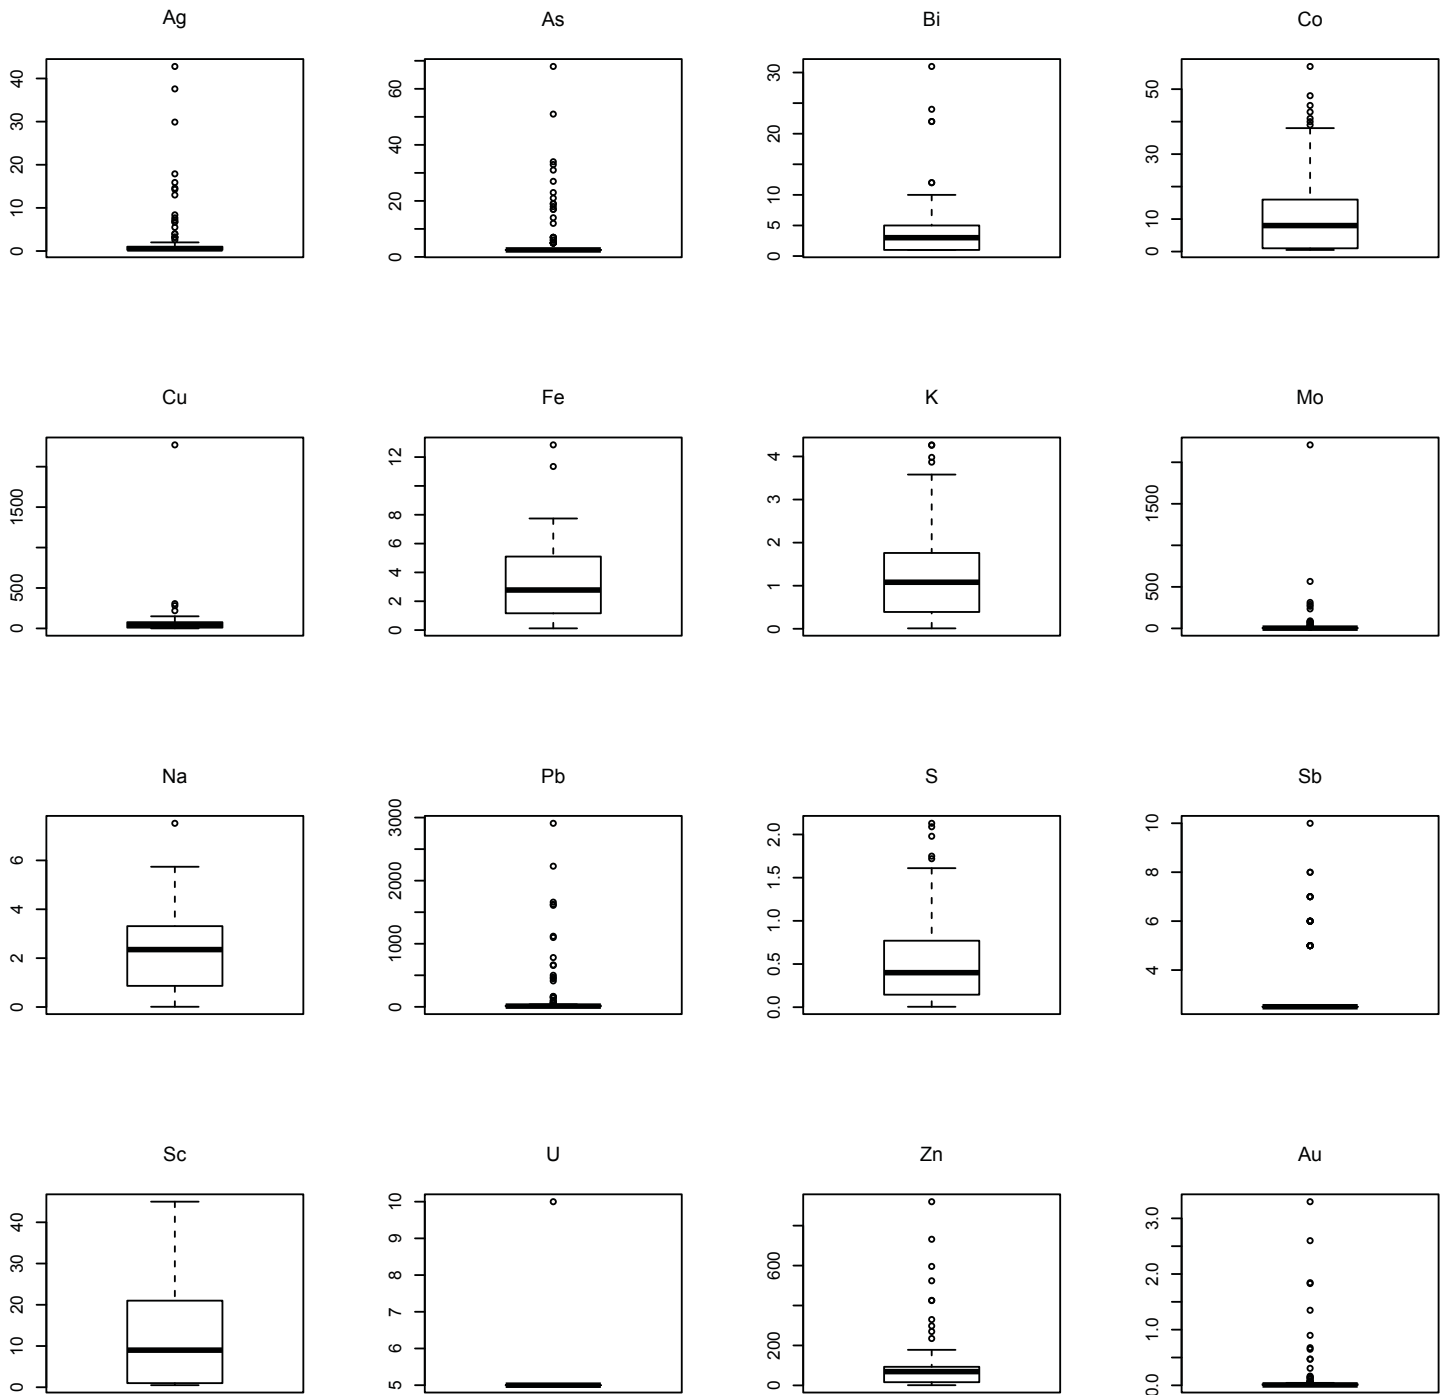 Ag
As
Bi
Co
0 10 20 30 40
0 20 40 60
0 5 10 20 30
0 10 30 50
Cu
Fe
K
Mo
0 500 1500
0 2 4 6 8 12
0 1 2 3 4
0 500 1500
Na
Pb
S
Sb
0 2 4 6
0 1000 2000 3000
0.0 0.5 1.0 1.5 2.0
4 6 8 10
Sc
U
Zn
Au
0 10 20 30 40
5 6 7 8 9 10
0 200 600
0.0 1.0 2.0 3.0